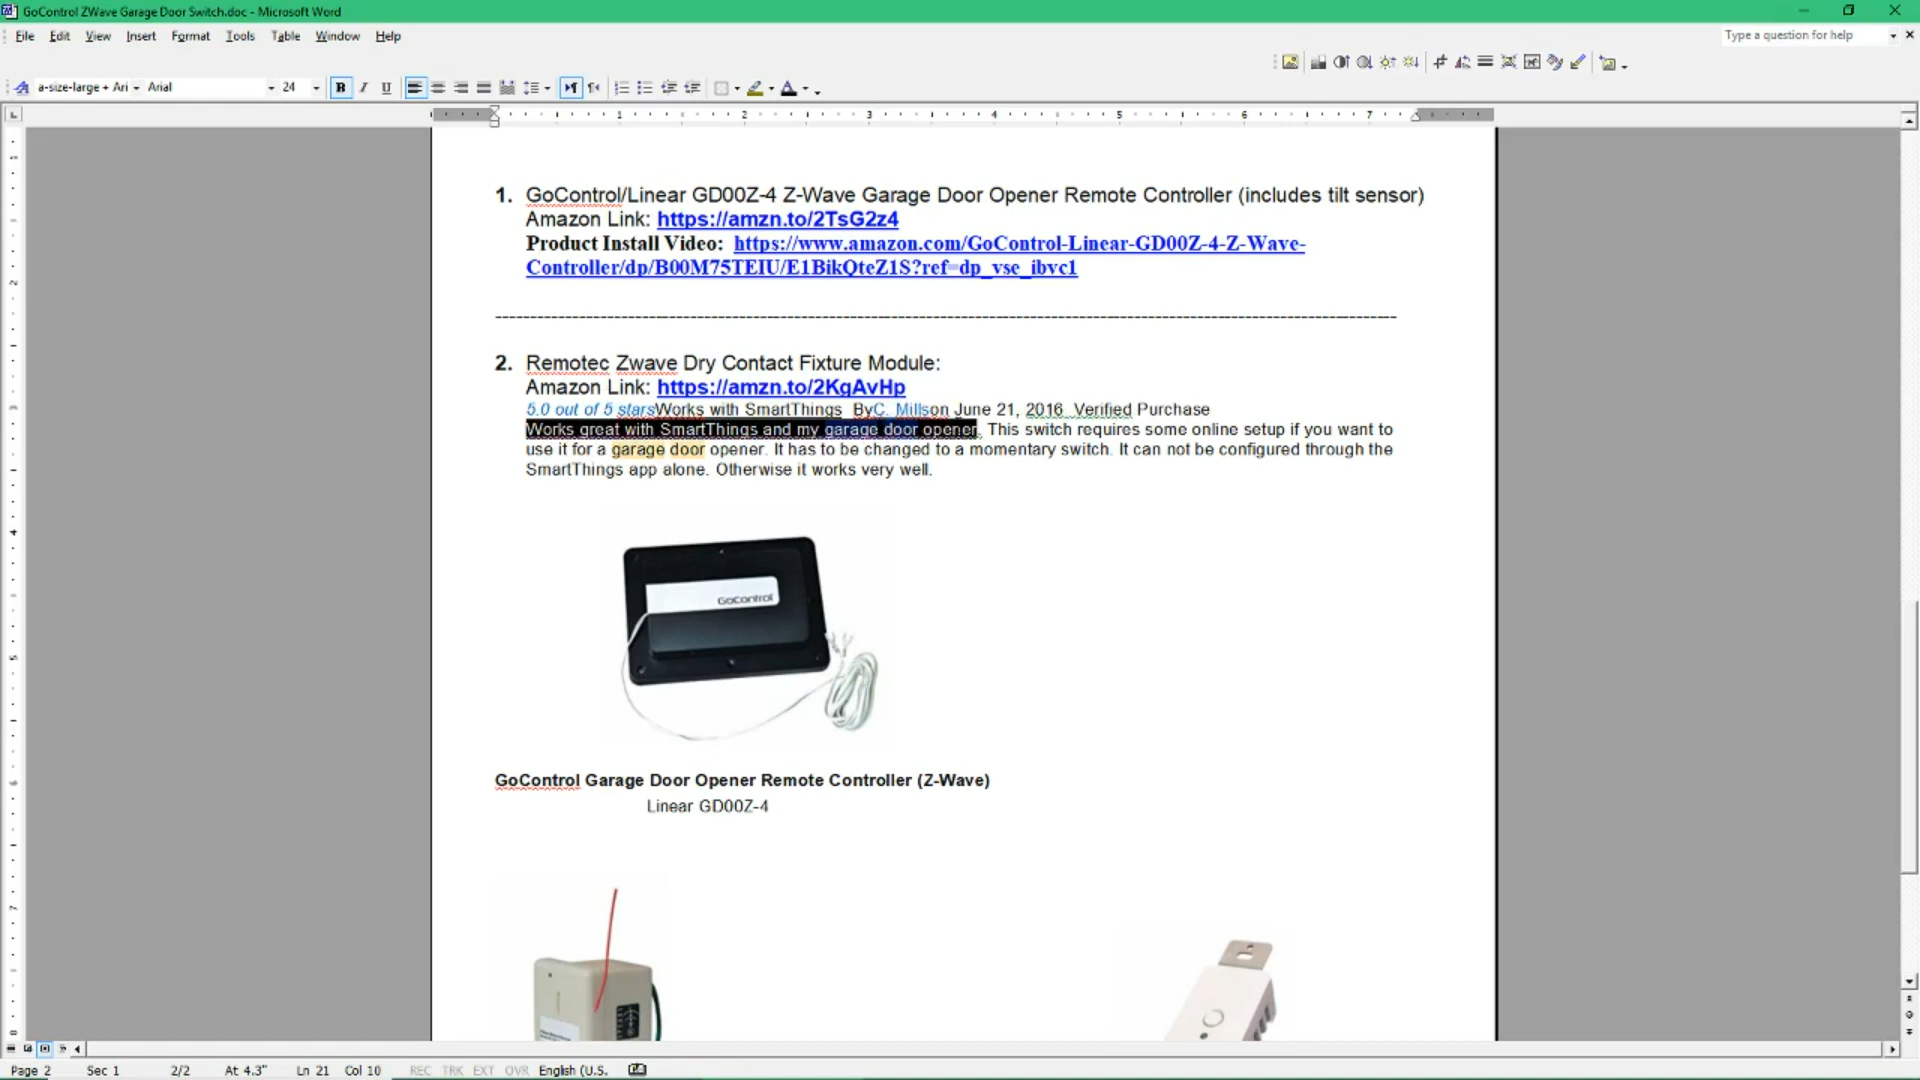 GoControl ZWave Garage Door Switch.doc - Microsoft Word
File Edit View Insert Format Tools Table Window Help
Type a question for help
a-size-large + Ari Arial 24 B I U
1 2 3 4 5 6 7
1. GoControl/Linear GD00Z-4 Z-Wave Garage Door Opener Remote Controller (includes tilt sensor)
Amazon Link: https://amzn.to/2TsG2z4
Product Install Video: https://www.amazon.com/GoControl-Linear-GD00Z-4-Z-Wave-
Controller/dp/B00M75TEIU/E1BikQteZ1S?ref=dp_vse_ibvc1
2. Remotec Zwave Dry Contact Fixture Module:
Amazon Link: https://amzn.to/2KgAvHp
5.0 out of 5 starsWorks with SmartThings ByC. Millson June 21, 2016 Verified Purchase
Works great with SmartThings and my garage door opener. This switch requires some online setup if you want to
use it for a garage door opener. It has to be changed to a momentary switch. It can not be configured through the
SmartThings app alone. Otherwise it works very well.
GoControl
GoControl Garage Door Opener Remote Controller (Z-Wave)
Linear GD00Z-4
Page 2 Sec 1 2/2 At 4.3" Ln 21 Col 10 REC TRK EXT OVR English (U.S.